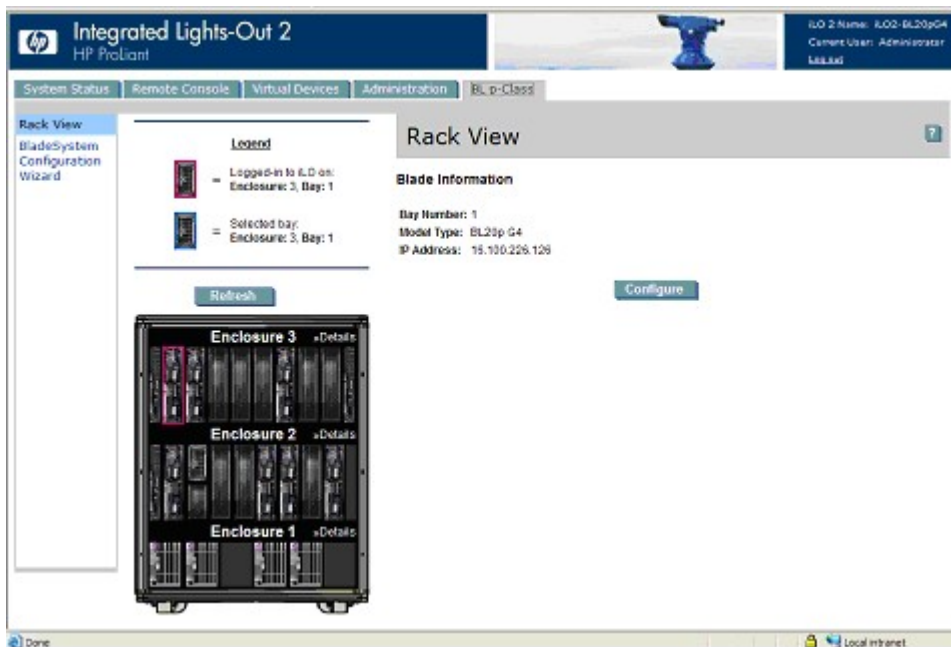 hp
Integrated Lights-Out 2
HP ProLiant
iLO 2 Name: iLO2-BL20pG4
Current User: Administrator
Log out
System Status
Remote Console
Virtual Devices
Administration
BL p-Class
Rack View
BladeSystem
Configuration
Wizard
Legend
= Logged-in to iLO on:
Enclosure: 3, Bay: 1
= Selected bay:
Enclosure: 3, Bay: 1
Refresh
Enclosure 3 »Details
Enclosure 2 »Details
Enclosure 1 »Details
Rack View
?
Blade Information
Bay Number: 1
Model Type: BL20p G4
IP Address: 16.100.226.126
Configure
Done
Local intranet